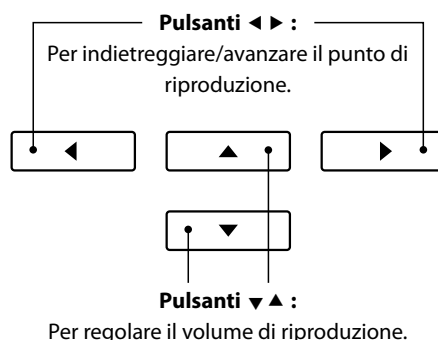 Pulsanti ◀ ▶ :
Per indietreggiare/avanzare il punto di
riproduzione.
◀ ▲ ▶
▼
Pulsanti ▼ ▲ :
Per regolare il volume di riproduzione.